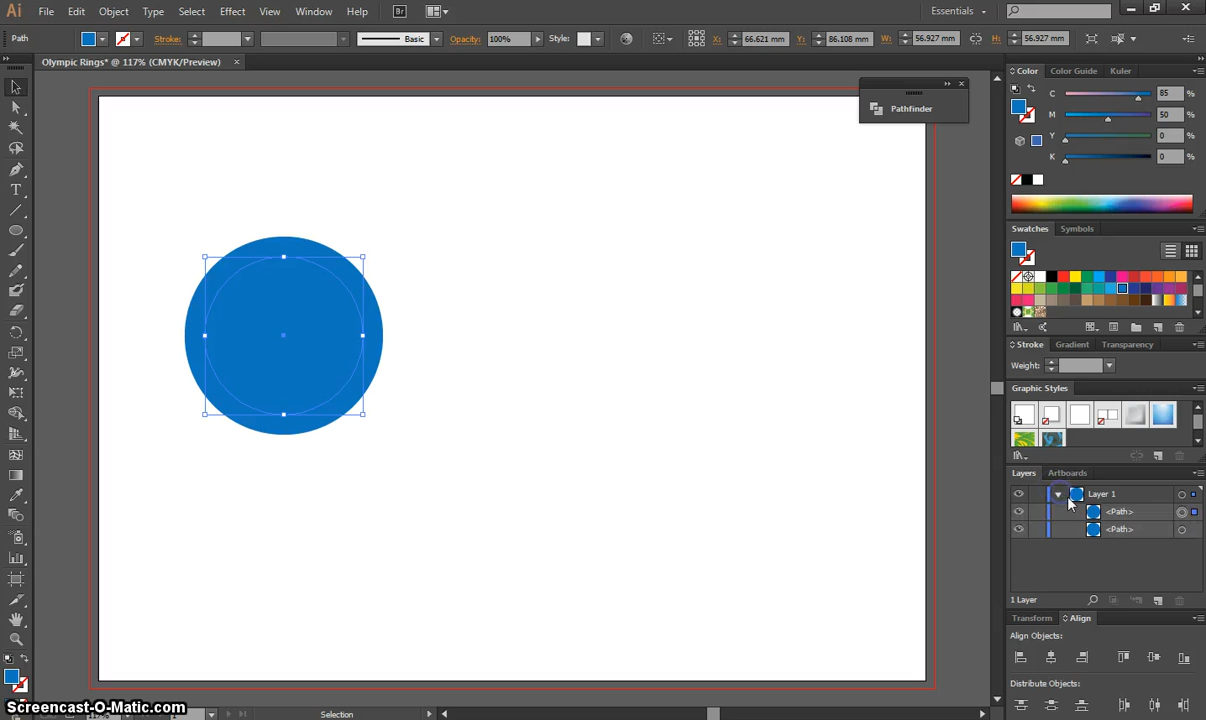 Ai File Edit Object Type Select Effect View Window Help Br Essentials
Path Stroke: Basic Opacity: 100% Style: X: 66.621 mm Y: 86.108 mm W: 56.927 mm H: 56.927 mm
Olympic Rings* @ 117% (CMYK/Preview)
Pathfinder
Color Color Guide Kuler
C 85 %
M 50 %
Y 0 %
K 0 %
Swatches Symbols
Stroke Gradient Transparency
Weight:
Graphic Styles
Layers Artboards
Layer 1
<Path>
<Path>
1 Layer
Transform Align
Align Objects:
Distribute Objects:
Selection
Screencast-O-Matic.com